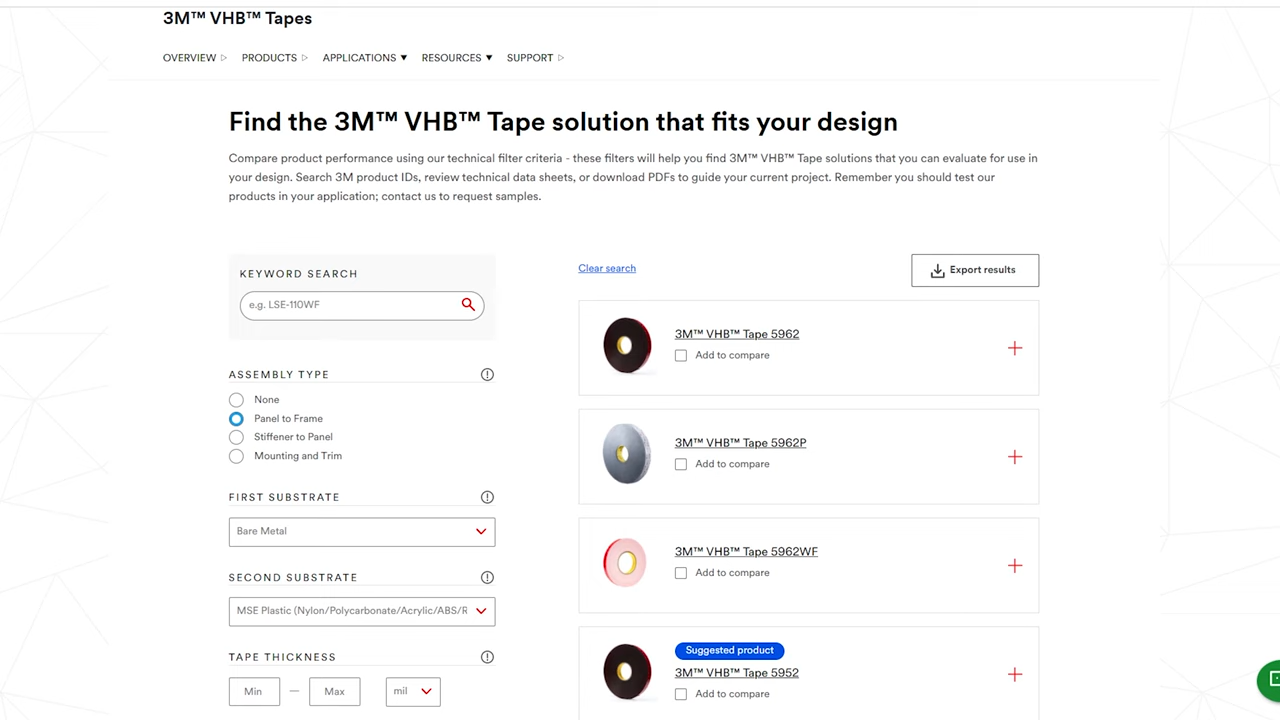 3M™ VHB™ Tapes
OVERVIEW PRODUCTS APPLICATIONS RESOURCES SUPPORT
Find the 3M™ VHB™ Tape solution that fits your design
Compare product performance using our technical filter criteria - these filters will help you find 3M™ VHB™ Tape solutions that you can evaluate for use in
your design. Search 3M product IDs, review technical data sheets, or download PDFs to guide your current project. Remember you should test our
products in your application; contact us to request samples.
KEYWORD SEARCH
e.g. LSE-110WF
ASSEMBLY TYPE
None
Panel to Frame
Stiffener to Panel
Mounting and Trim
FIRST SUBSTRATE
Bare Metal
SECOND SUBSTRATE
MSE Plastic (Nylon/Polycarbonate/Acrylic/ABS/R
TAPE THICKNESS
Min — Max mil
Clear search
Export results
3M™ VHB™ Tape 5962
Add to compare
3M™ VHB™ Tape 5962P
Add to compare
3M™ VHB™ Tape 5962WF
Add to compare
Suggested product
3M™ VHB™ Tape 5952
Add to compare